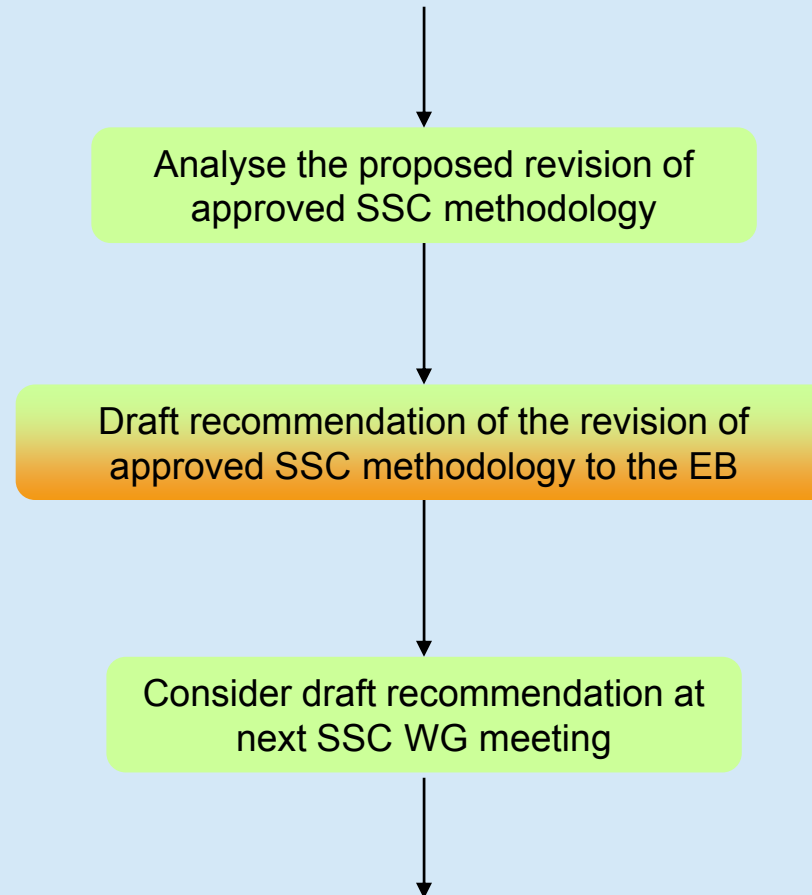 Analyse the proposed revision of
approved SSC methodology
Draft recommendation of the revision of
approved SSC methodology to the EB
Consider draft recommendation at
next SSC WG meeting